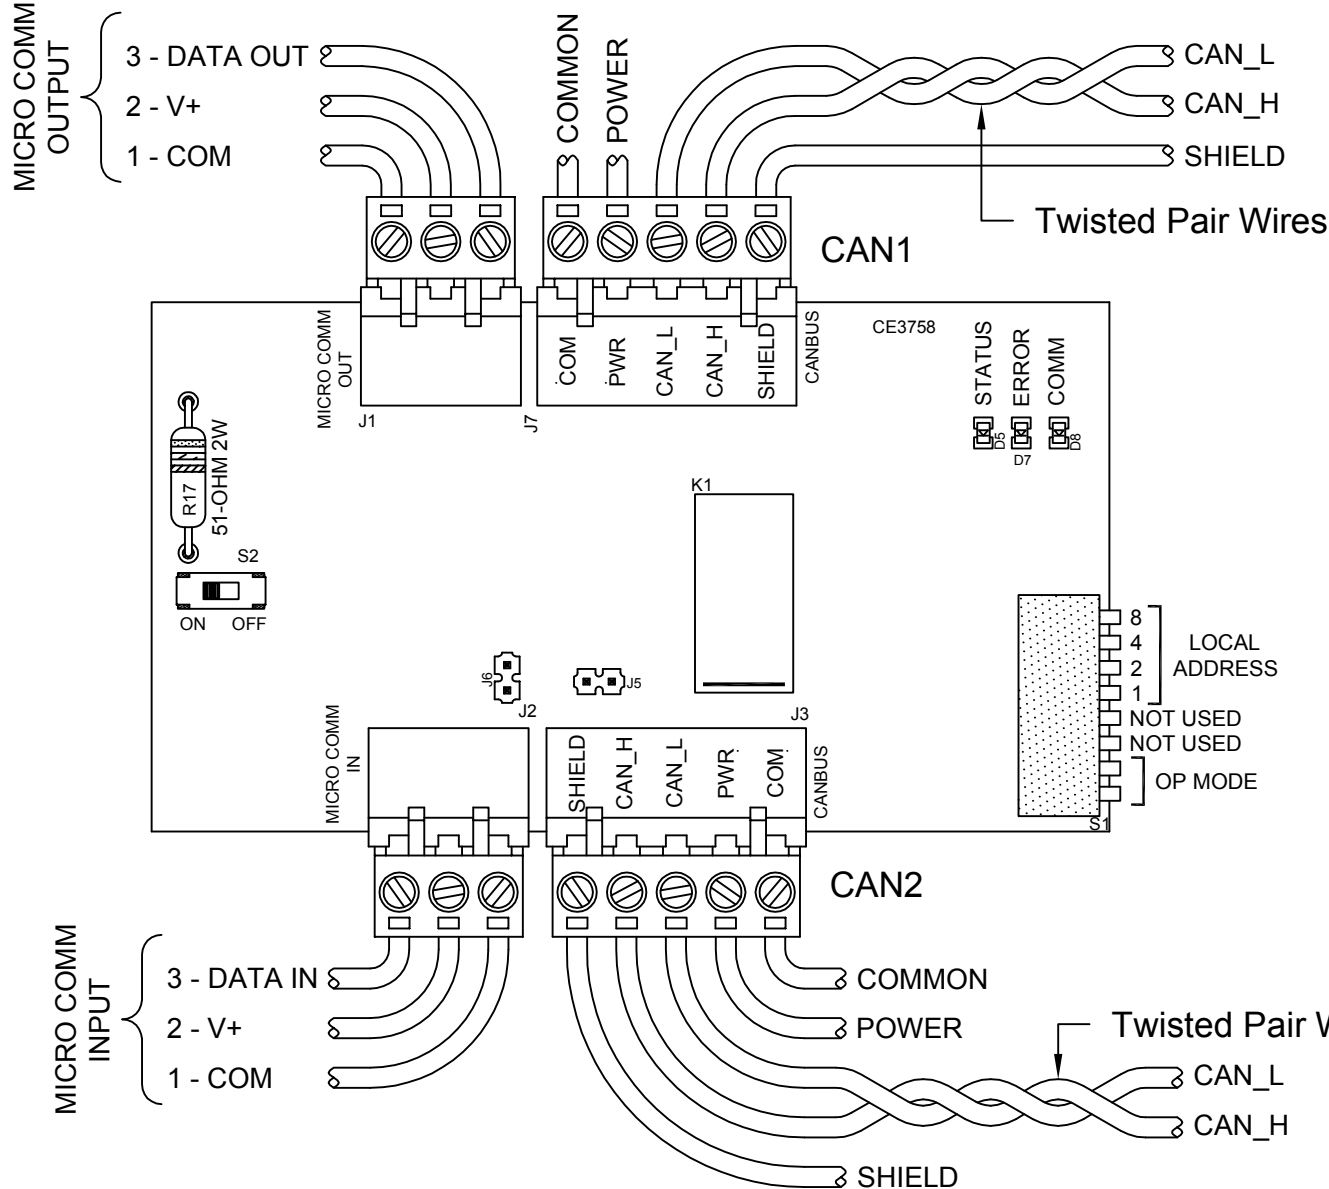 MICRO COMM
OUTPUT
3 - DATA OUT
2 - V+
1 - COM
COMMON
POWER
CAN_L
CAN_H
SHIELD
Twisted Pair Wires
CAN1
MICRO COMM
OUT
J1
J7
COM
PWR
CAN_L
CAN_H
SHIELD
CANBUS
CE3758
STATUS
ERROR
COMM
D5
D7
D8
R17
51-OHM 2W
S2
ON OFF
K1
J6
J5
J2
J3
8
4
2
1
LOCAL
ADDRESS
NOT USED
NOT USED
OP MODE
S1
MICRO COMM
IN
SHIELD
CAN_H
CAN_L
PWR
COM
CANBUS
CAN2
MICRO COMM
INPUT
3 - DATA IN
2 - V+
1 - COM
COMMON
POWER
Twisted Pair W
CAN_L
CAN_H
SHIELD